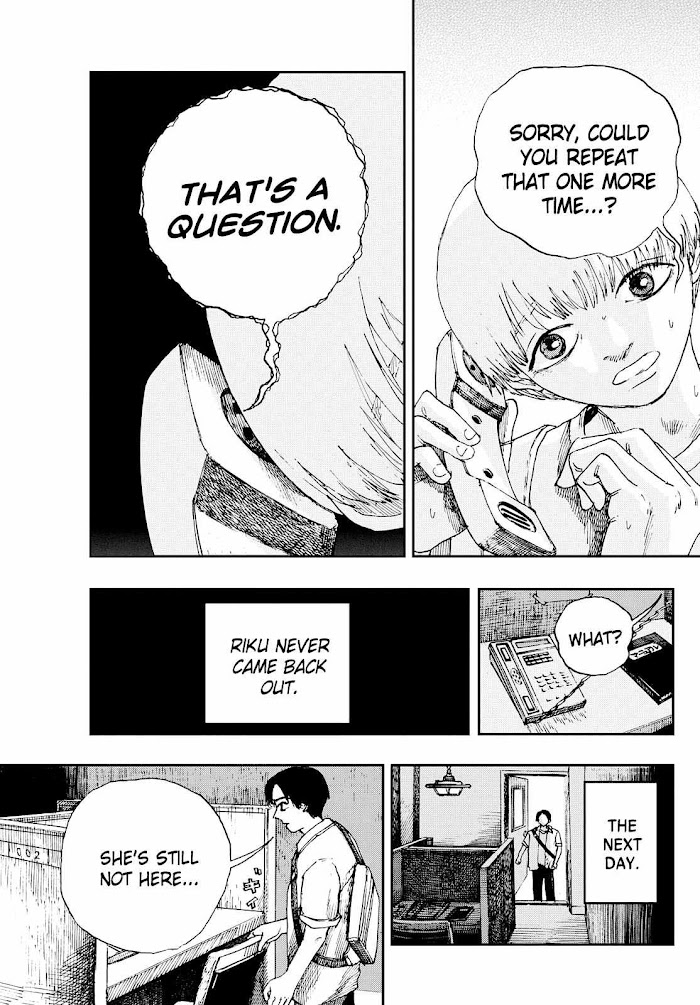 SORRY, COULD
YOU REPEAT
THAT ONE MORE
TIME...?
THAT'S A
QUESTION.
WHAT?
RIKU NEVER
CAME BACK
OUT.
THE
NEXT
DAY.
SHE'S STILL
NOT HERE...
002